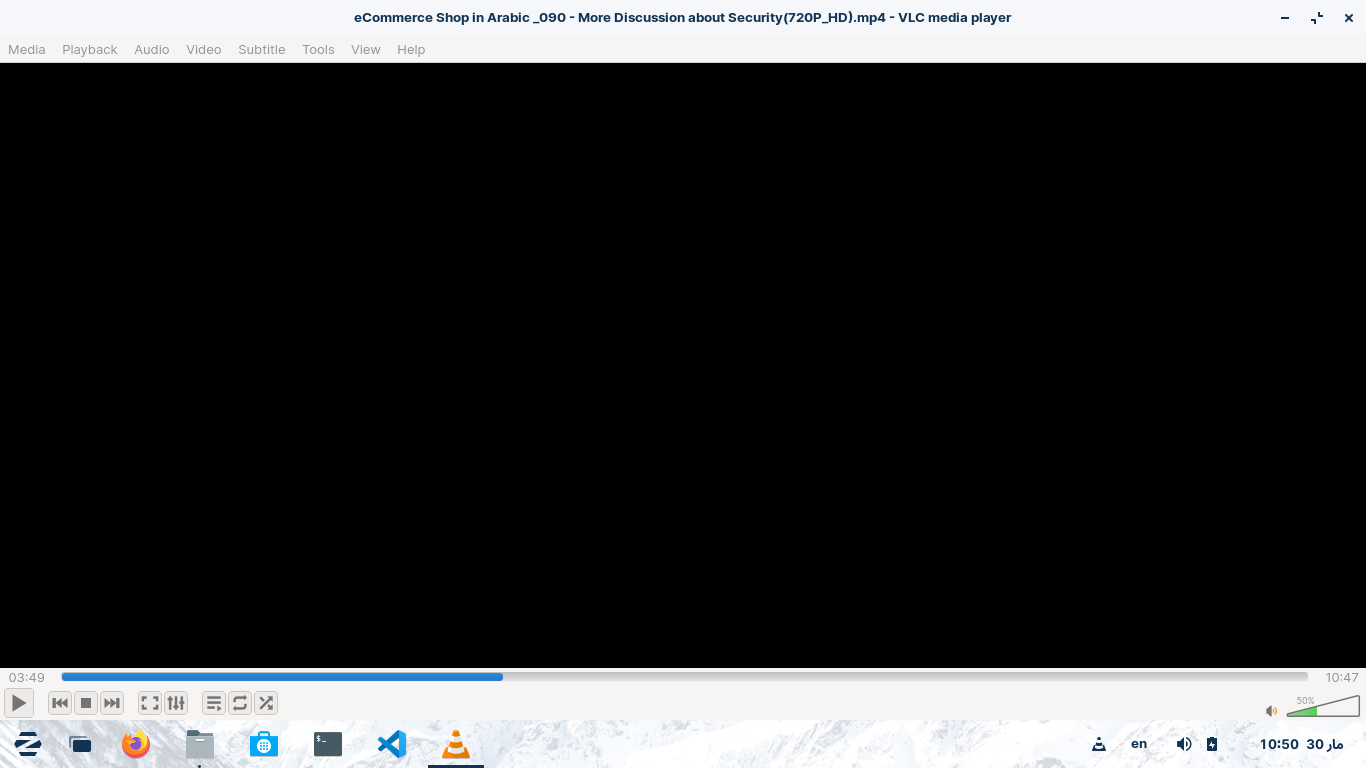 eCommerce Shop in Arabic _090 - More Discussion about Security(720P_HD).mp4 - VLC media player
Media Playback Audio Video Subtitle Tools View Help
03:49 10:47
50%
$_
en 10:50 30 مار